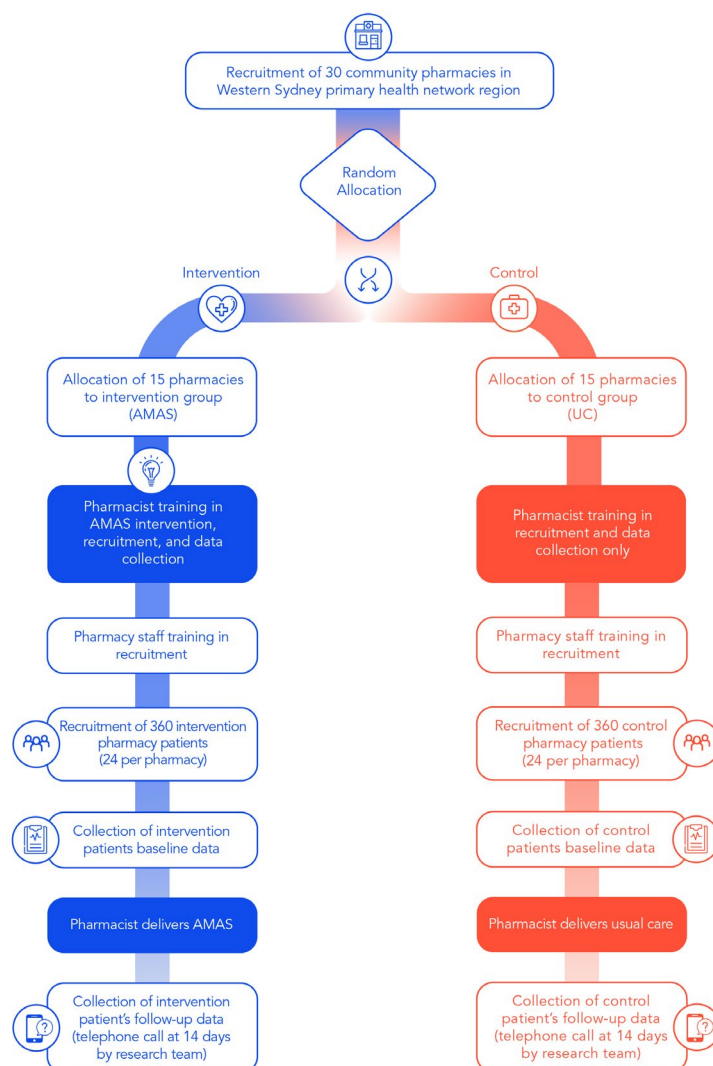 Recruitment of 30 community pharmacies in
Western Sydney primary health network region
Random
Allocation
Intervention
Control
Allocation of 15 pharmacies
to intervention group
(AMAS)
Allocation of 15 pharmacies
to control group
(UC)
Pharmacist training in
AMAS intervention,
recruitment, and data
collection
Pharmacist training in
recruitment and data
collection only
Pharmacy staff training in
recruitment
Pharmacy staff training in
recruitment
Recruitment of 360 intervention
pharmacy patients
(24 per pharmacy)
Recruitment of 360 control
pharmacy patients
(24 per pharmacy)
Collection of intervention
patients baseline data
Collection of control
patients baseline data
Pharmacist delivers AMAS
Pharmacist delivers usual care
Collection of intervention
patient's follow-up data
(telephone call at 14 days
by research team)
Collection of control
patient's follow-up data
(telephone call at 14 days
by research team)